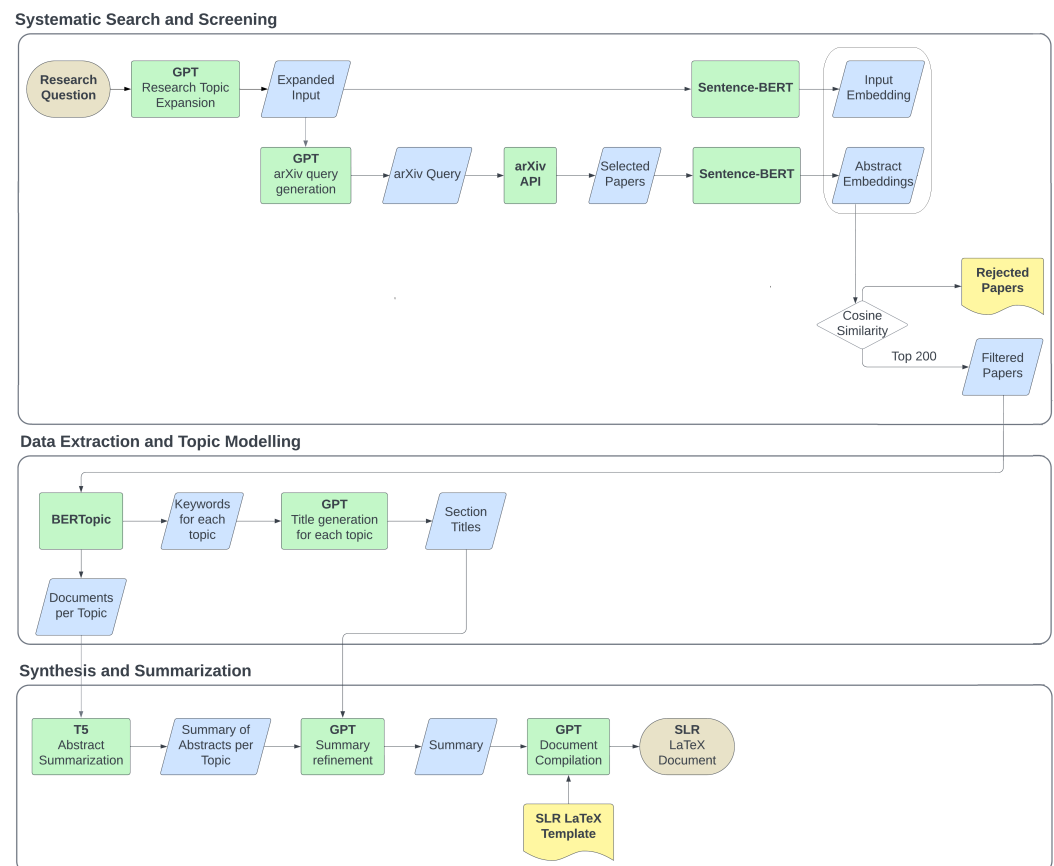 Systematic Search and Screening
Research
Question
GPT
Research Topic
Expansion
Expanded
Input
Sentence-BERT
Input
Embedding
GPT
arXiv query
generation
arXiv Query
arXiv
API
Selected
Papers
Sentence-BERT
Abstract
Embeddings
Rejected
Papers
Cosine
Similarity
Top 200
Filtered
Papers
Data Extraction and Topic Modelling
BERTopic
Keywords
for each
topic
GPT
Title generation
for each topic
Section
Titles
Documents
per Topic
Synthesis and Summarization
T5
Abstract
Summarization
Summary of
Abstracts per
Topic
GPT
Summary
refinement
Summary
GPT
Document
Compilation
SLR
LaTeX
Document
SLR LaTeX
Template